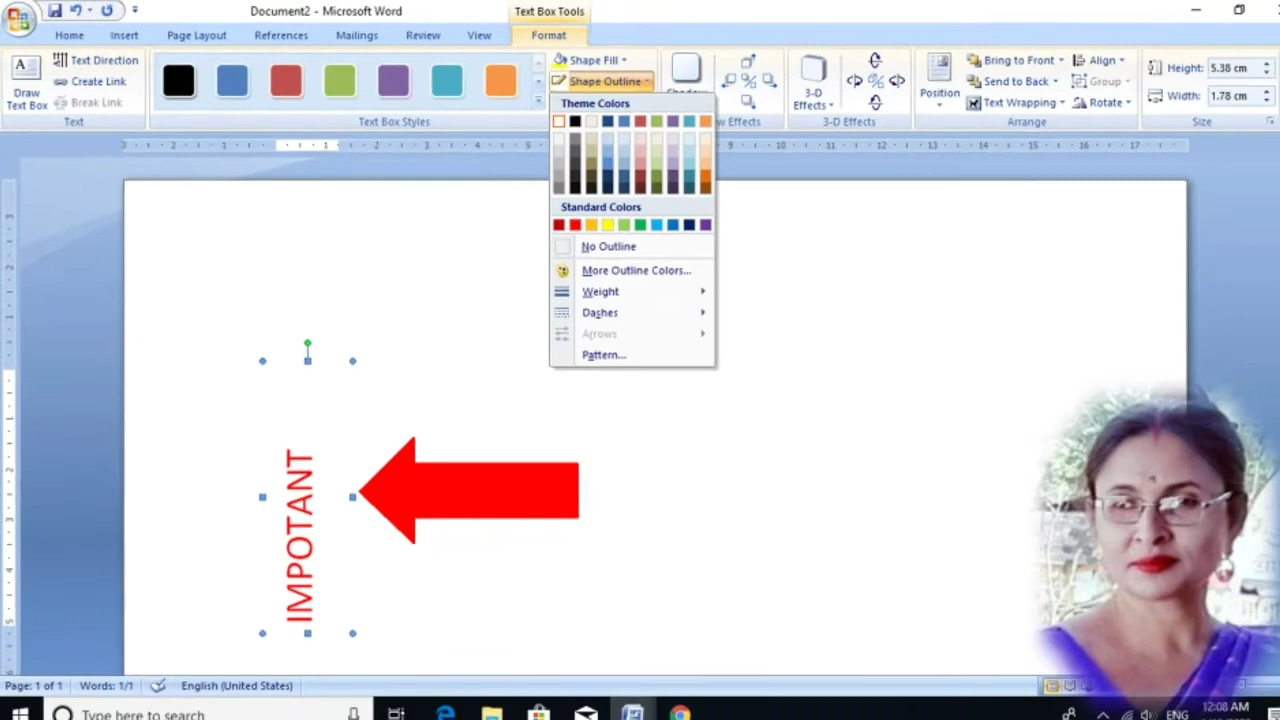 Document2 - Microsoft Word
Text Box Tools
Home Insert Page Layout References Mailings Review View Format
Draw
Text Box
Text Direction
Create Link
Break Link
Text
Text Box Styles
Shape Fill
Shape Outline
3-D
Effects
3-D Effects
Position
Bring to Front
Send to Back
Text Wrapping
Align
Group
Rotate
Arrange
Height: 5.38 cm
Width: 1.78 cm
Size
Theme Colors
Standard Colors
No Outline
More Outline Colors...
Weight
Dashes
Arrows
Pattern...
IMPOTANT
Page: 1 of 1 Words: 1/1 English (United States)
Type here to search
ENG
12:08 AM